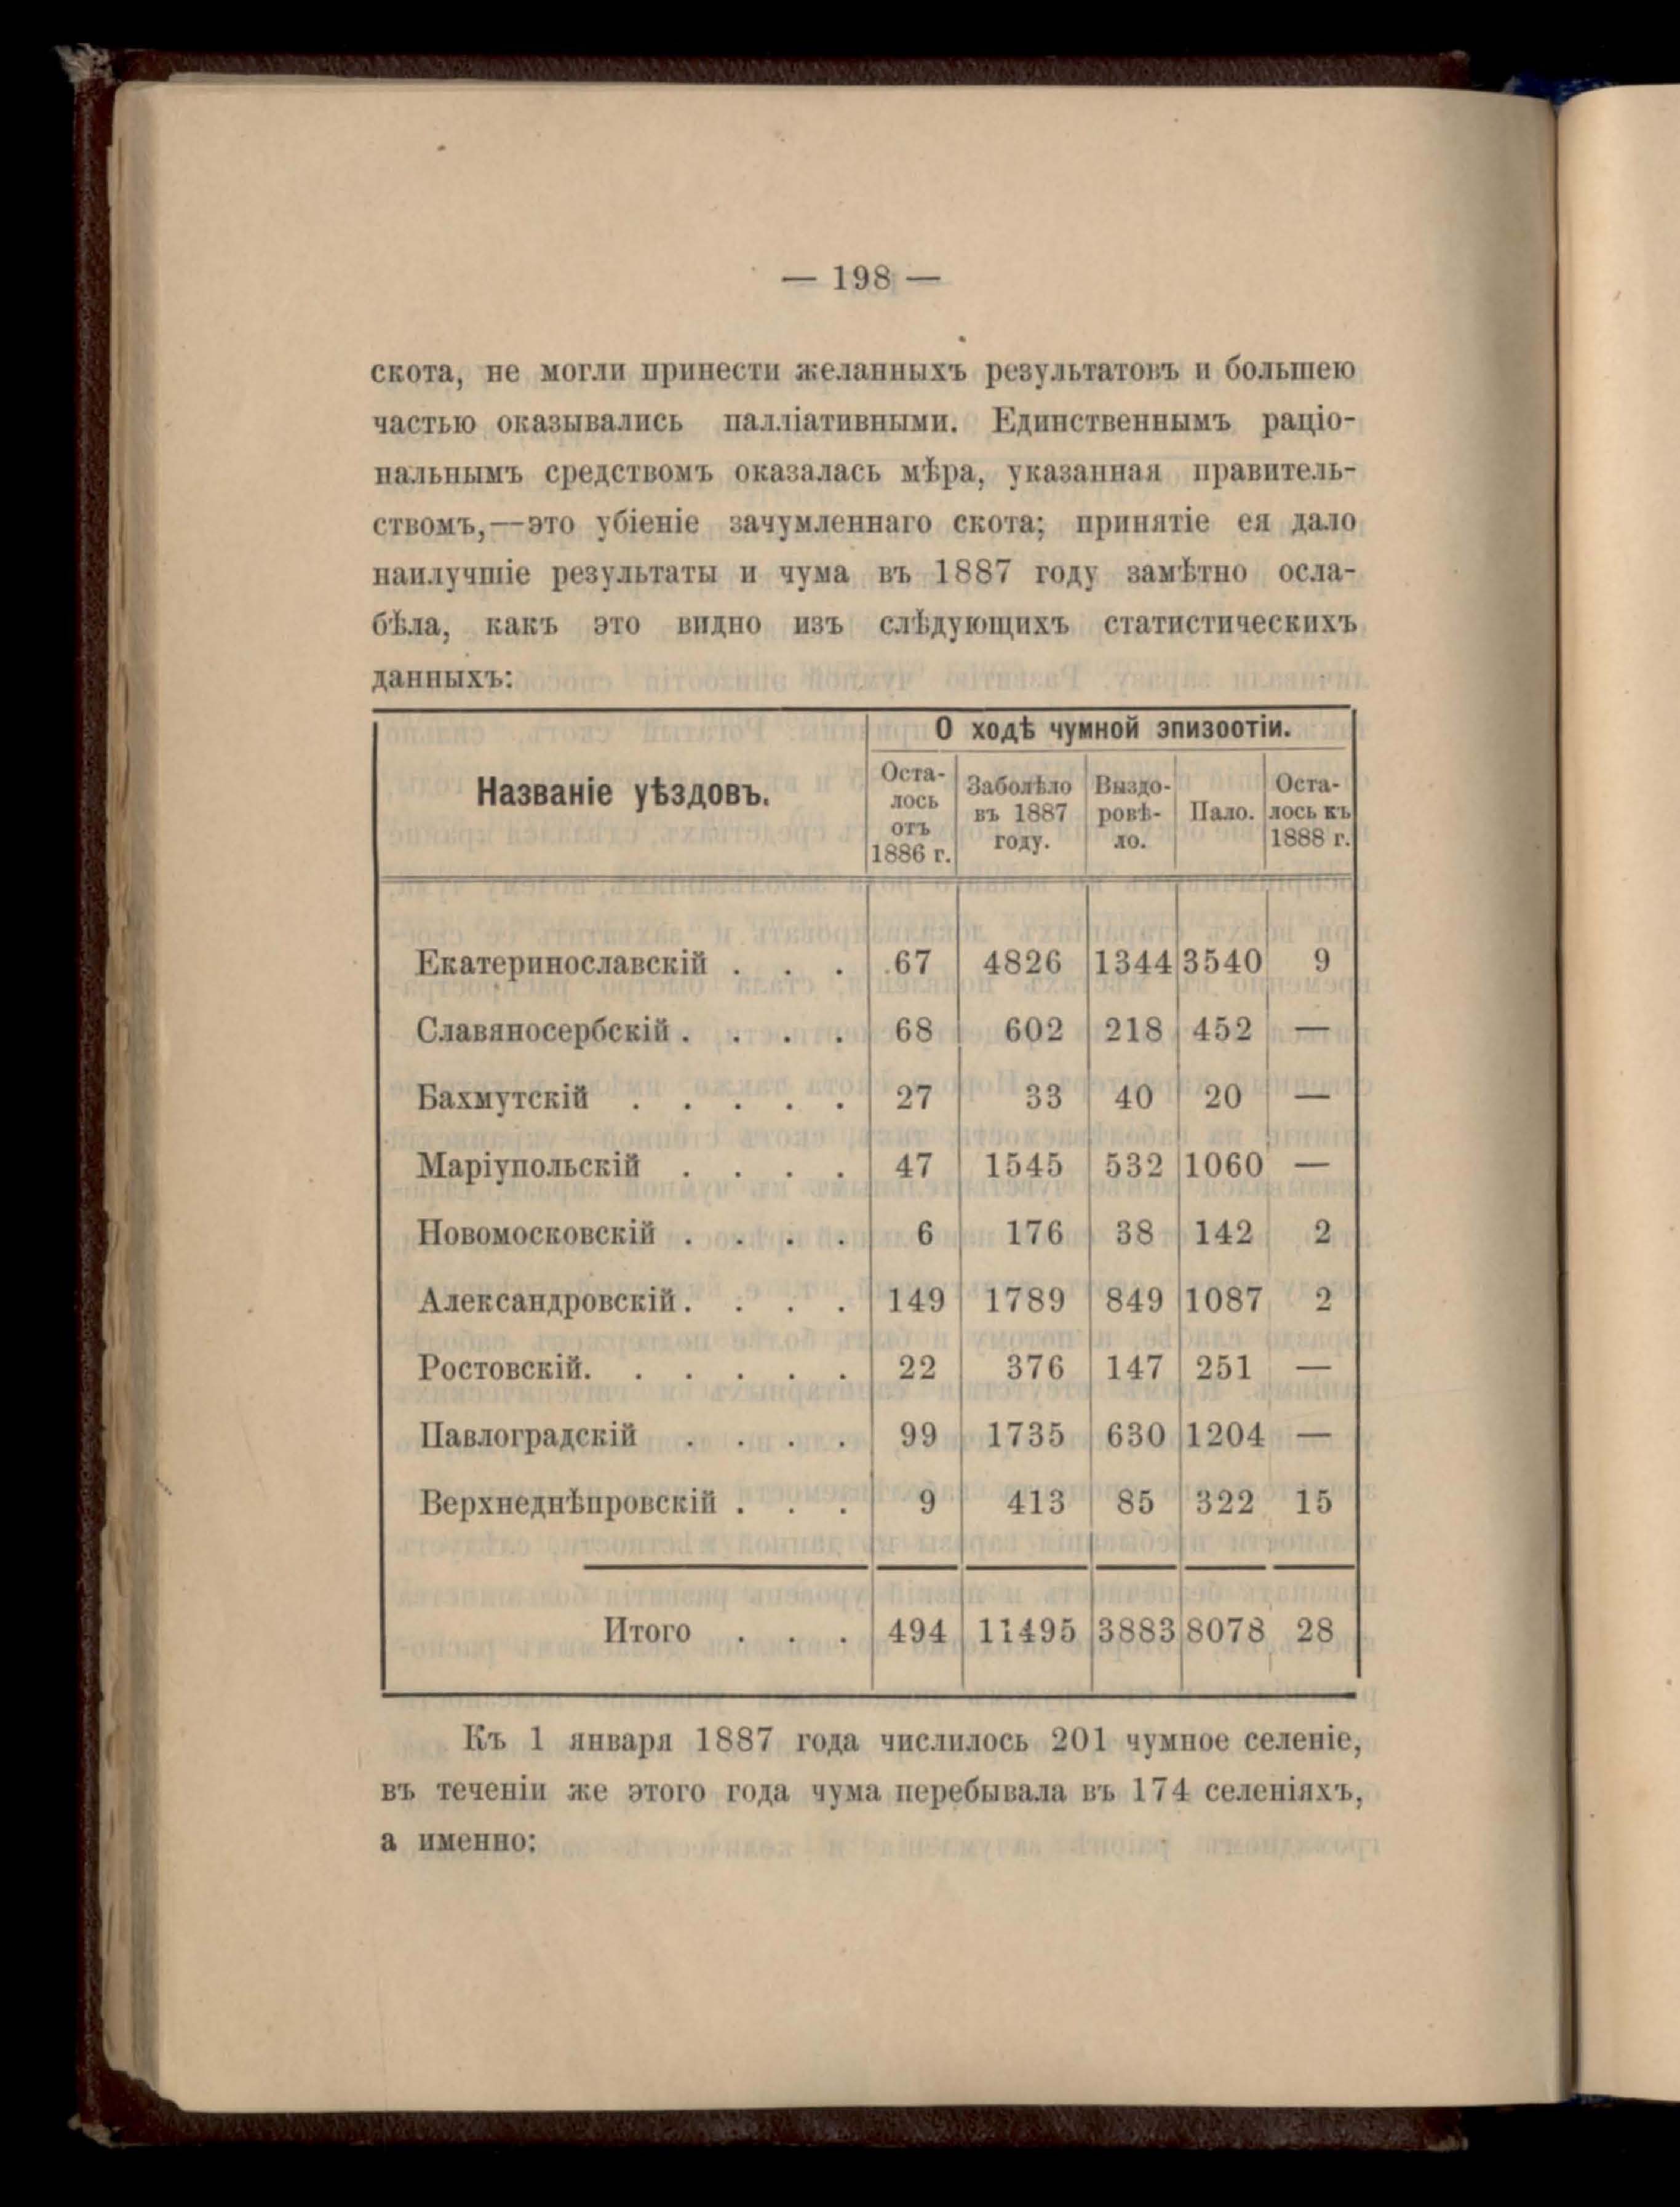 — 198 —
скота, не могли принести желанныхъ результатовъ и большею
частью оказывались палліативными. Единственнымъ раціо-
нальнымъ средствомъ оказалась мѣра, указанная правитель-
ствомъ,—это убіеніе зачумленнаго скота; принятіе ея дало
наилучшіе результаты и чума въ 1887 году замѣтно осла-
бѣла, какъ это видно изъ слѣдующихъ статистическихъ
данныхъ:
Названіе уѣздовъ.
О ходѣ чумной эпизоотіи.
Оста-
лось
отъ
1886 г.
Заболѣло
въ 1887
году.
Выздо-
ровѣ-
ло.
Пало.
Оста-
лось къ
1888 г.
Екатеринославскій . . . 67 4826 1344 3540 9
Славяносербскій . . . . 68 602 218 452 —
Бахмутскій . . . . . 27 33 40 20 —
Маріупольскій . . . . 47 1545 532 1060 —
Новомосковскій . . . . 6 176 38 142 2
Александровскій . . . . 149 1789 849 1087 2
Ростовскій . . . . . . 22 376 147 251 —
Павлоградскій . . . . 99 1735 630 1204 —
Верхнеднѣпровскій . . . 9 413 85 322 15
Итого . . . 494 11495 3883 8078 28
Къ 1 января 1887 года числилось 201 чумное селеніе,
въ теченіи же этого года чума перебывала въ 174 селеніяхъ,
а именно: